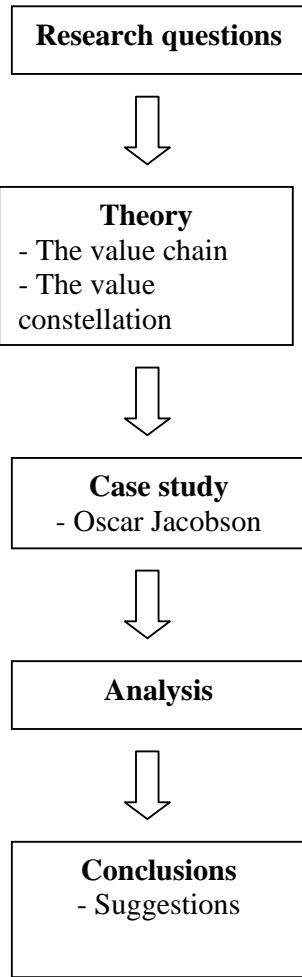 Research questions
Theory
- The value chain
- The value
constellation
Case study
- Oscar Jacobson
Analysis
Conclusions
- Suggestions